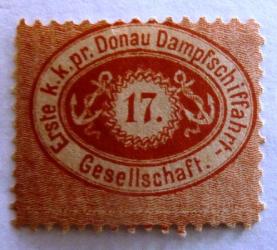 Erste k.k.pr. Donau Dampfschiffahrt-
Gesellschaft.
17.